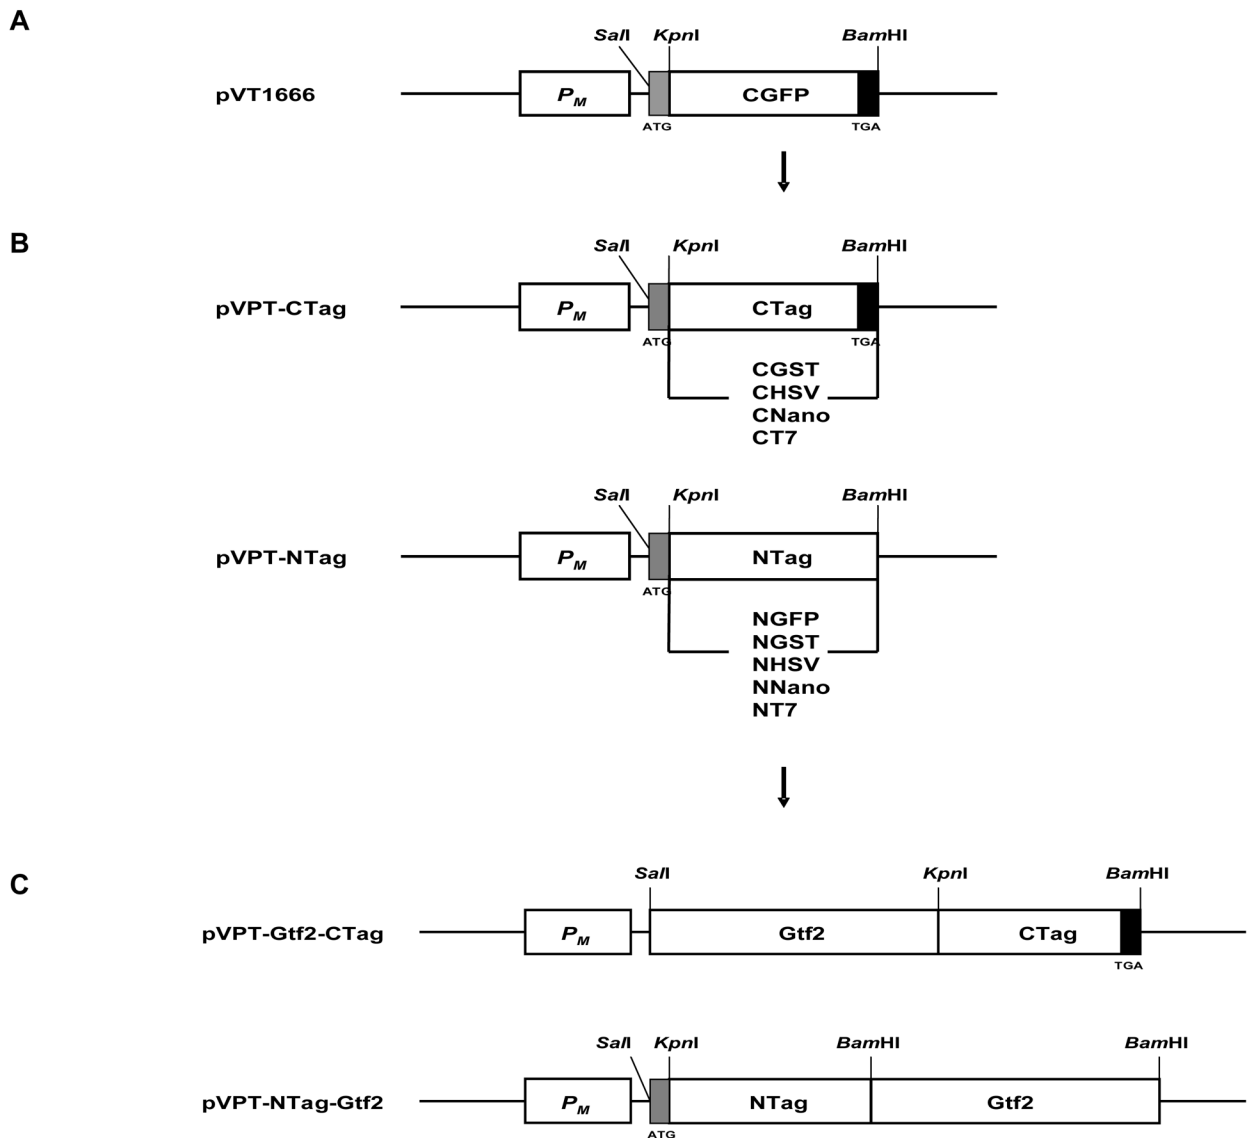 A
SalI KpnI BamHI
pVT1666 PM CGFP
ATG TGA
B
SalI KpnI BamHI
pVPT-CTag PM CTag
ATG TGA
CGST
CHSV
CNano
CT7
SalI KpnI BamHI
pVPT-NTag PM NTag
ATG
NGFP
NGST
NHSV
NNano
NT7
C
SalI KpnI BamHI
pVPT-Gtf2-CTag PM Gtf2 CTag
TGA
SalI KpnI BamHI BamHI
pVPT-NTag-Gtf2 PM NTag Gtf2
ATG